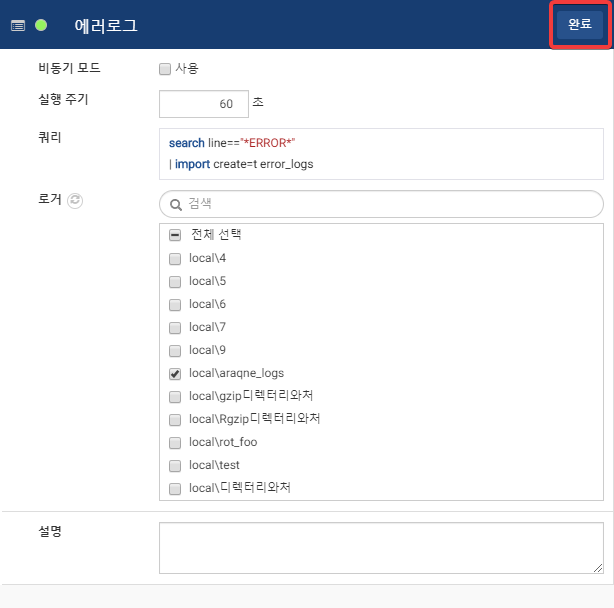 에러로그
완료
비동기 모드
사용
실행 주기
60 초
쿼리
search line=="*ERROR*"
| import create=t error_logs
로거
검색
전체 선택
local\4
local\5
local\6
local\7
local\9
local\araqne_logs
local\gzip디렉터리와처
local\Rgzip디렉터리와처
local\rot_foo
local\test
local\디렉터리와처
설명